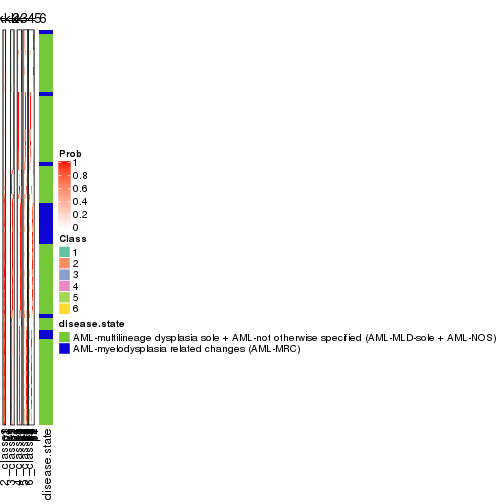 Prob
1
0.8
0.6
0.4
0.2
0
Class
1
2
3
4
5
6
disease.state
AML-multilineage dysplasia sole + AML-not otherwise specified (AML-MLD-sole + AML-NOS)
AML-myelodysplasia related changes (AML-MRC)
disease.state